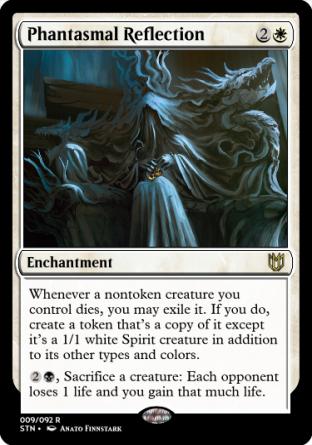 Phantasmal Reflection 2
Enchantment
Whenever a nontoken creature you
control dies, you may exile it. If you do,
create a token that's a copy of it except
it's a 1/1 white Spirit creature in addition
to its other types and colors.
2, Sacrifice a creature: Each opponent
loses 1 life and you gain that much life.
009/092 R
STN • Anato Finnstark